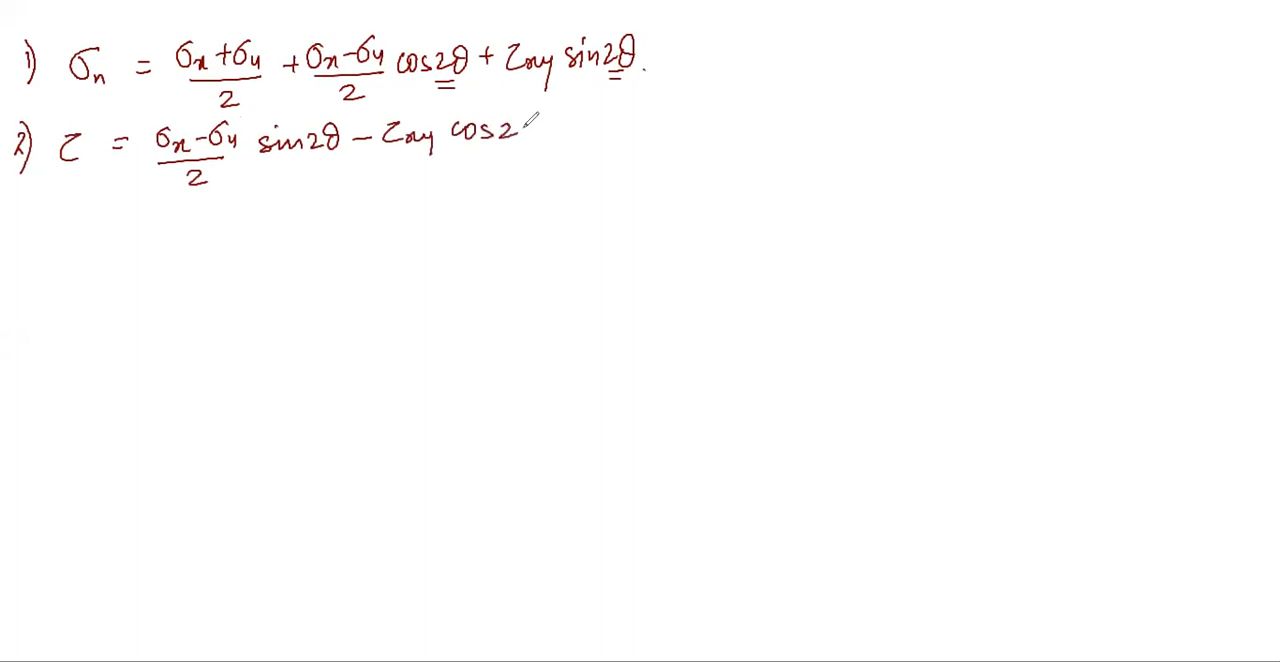 1) σn = σx + σy / 2 + σx - σy / 2 cos2θ + τxy sin2θ.
2) τ = σx - σy / 2 sin2θ - τxy cos2